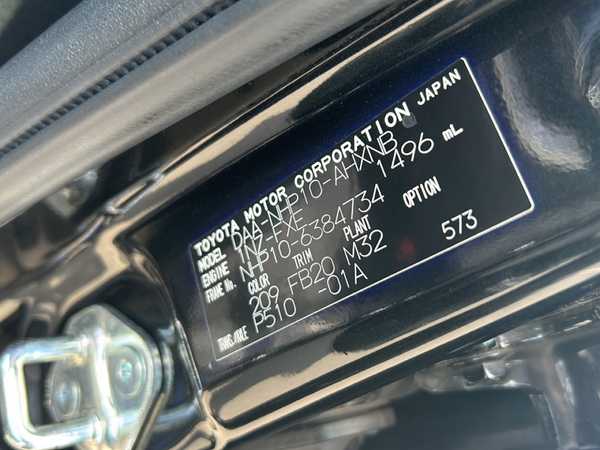 TOYOTA MOTOR CORPORATION JAPAN
MODEL DAA-NHP10-AHXNB
ENGINE 1NZ-FXE 1496 mL
FRAME No. NHP10-6384734
COLOR TRIM PLANT OPTION
209 FB20 M32 573
TRANS/AXLE P510 -01A